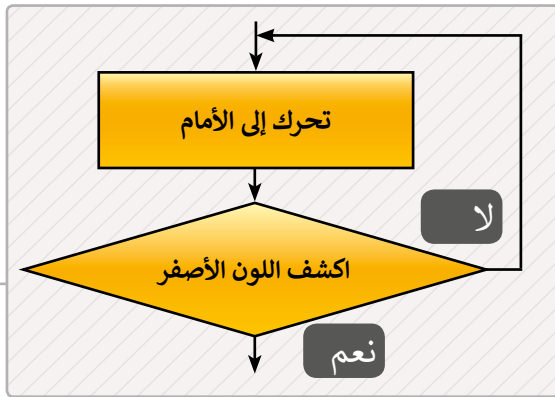 تحرك إلى الأمام
لا
اكشف اللون الأصفر
نعم